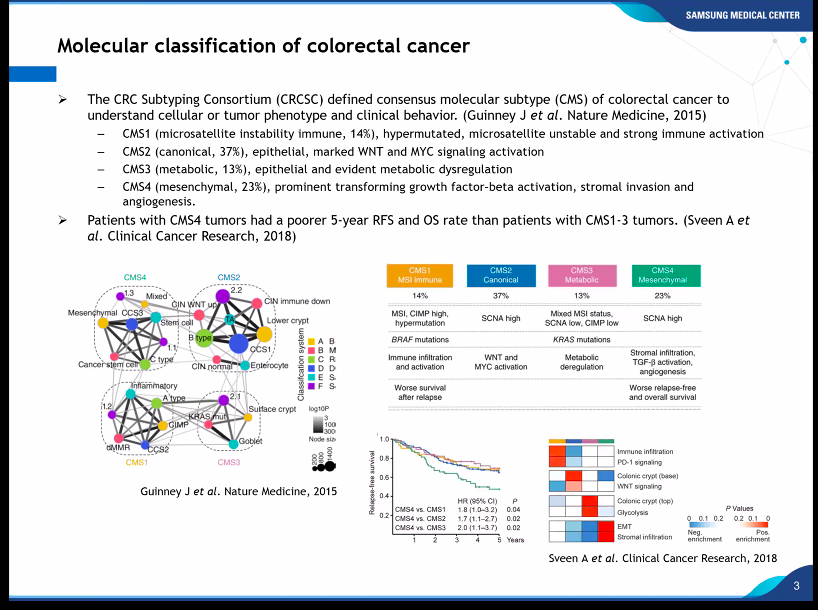 SAMSUNG MEDICAL CENTER
Molecular classification of colorectal cancer
➢ The CRC Subtyping Consortium (CRCSC) defined consensus molecular subtype (CMS) of colorectal cancer to
understand cellular or tumor phenotype and clinical behavior. (Guinney J et al. Nature Medicine, 2015)
– CMS1 (microsatellite instability immune, 14%), hypermutated, microsatellite unstable and strong immune activation
– CMS2 (canonical, 37%), epithelial, marked WNT and MYC signaling activation
– CMS3 (metabolic, 13%), epithelial and evident metabolic dysregulation
– CMS4 (mesenchymal, 23%), prominent transforming growth factor–beta activation, stromal invasion and
angiogenesis.
➢ Patients with CMS4 tumors had a poorer 5-year RFS and OS rate than patients with CMS1-3 tumors. (Sveen A et
al. Clinical Cancer Research, 2018)
CMS4 CMS2
1.3 Mixed 2.2
CIN WNT up CIN immune down
Mesenchymal CCS3
Stem cell TA Lower crypt
B type
1.1 CCS1
Cancer stem cell C type CIN normal Enterocyte
Inflammatory
A type 2.1
1.2 KRAS mut Surface crypt
CIMP
dMMR CCS2 Goblet
CMS1 CMS3
Classification system
A B
B M
C R
D D
E S
F S
log10P
3
100
300
Node size
200
800
1400
Guinney J et al. Nature Medicine, 2015
CMS1 CMS2 CMS3 CMS4
MSI immune Canonical Metabolic Mesenchymal
14% 37% 13% 23%
MSI, CIMP high, SCNA high Mixed MSI status, SCNA high
hypermutation SCNA low, CIMP low
BRAF mutations KRAS mutations
Immune infiltration WNT and Metabolic Stromal infiltration,
and activation MYC activation deregulation TGF-β activation,
angiogenesis
Worse survival Worse relapse-free
after relapse and overall survival
Relapse-free survival
1.0
0.8
0.6
0.4
0.2
HR (95% CI) P
CMS4 vs. CMS1 1.8 (1.0–3.2) 0.04
CMS4 vs. CMS2 1.7 (1.1–2.7) 0.02
CMS4 vs. CMS3 2.0 (1.1–3.7) 0.02
1 2 3 4 5 Years
Immune infiltration
PD-1 signaling
Colonic crypt (base)
WNT signaling
Colonic crypt (top)
Glycolysis
EMT
Stromal infiltration
P Values
0 0.1 0.2 0.2 0.1 0
Neg. Pos.
enrichment enrichment
Sveen A et al. Clinical Cancer Research, 2018
3